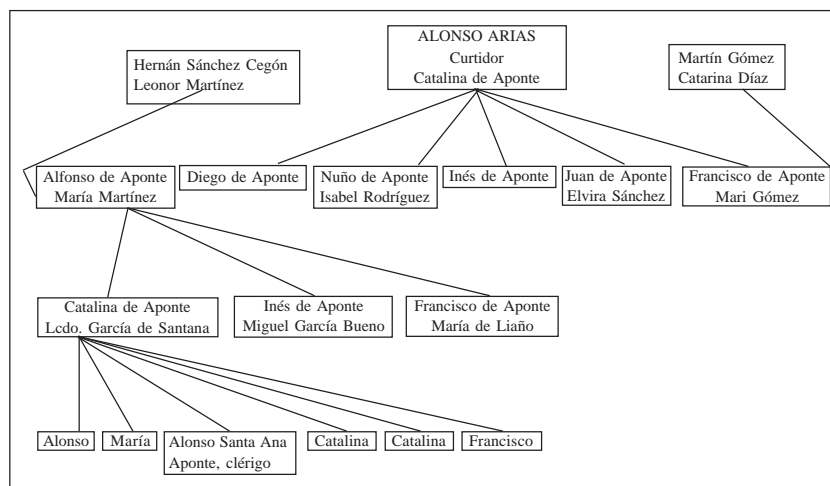 Hernán Sánchez Cegón
Leonor Martínez
ALONSO ARIAS
Curtidor
Catalina de Aponte
Martín Gómez
Catarina Díaz
Alfonso de Aponte
María Martínez
Diego de Aponte
Nuño de Aponte
Isabel Rodríguez
Inés de Aponte
Juan de Aponte
Elvira Sánchez
Francisco de Aponte
Mari Gómez
Catalina de Aponte
Lcdo. García de Santana
Inés de Aponte
Miguel García Bueno
Francisco de Aponte
María de Liaño
Alonso
María
Alonso Santa Ana
Aponte, clérigo
Catalina
Catalina
Francisco